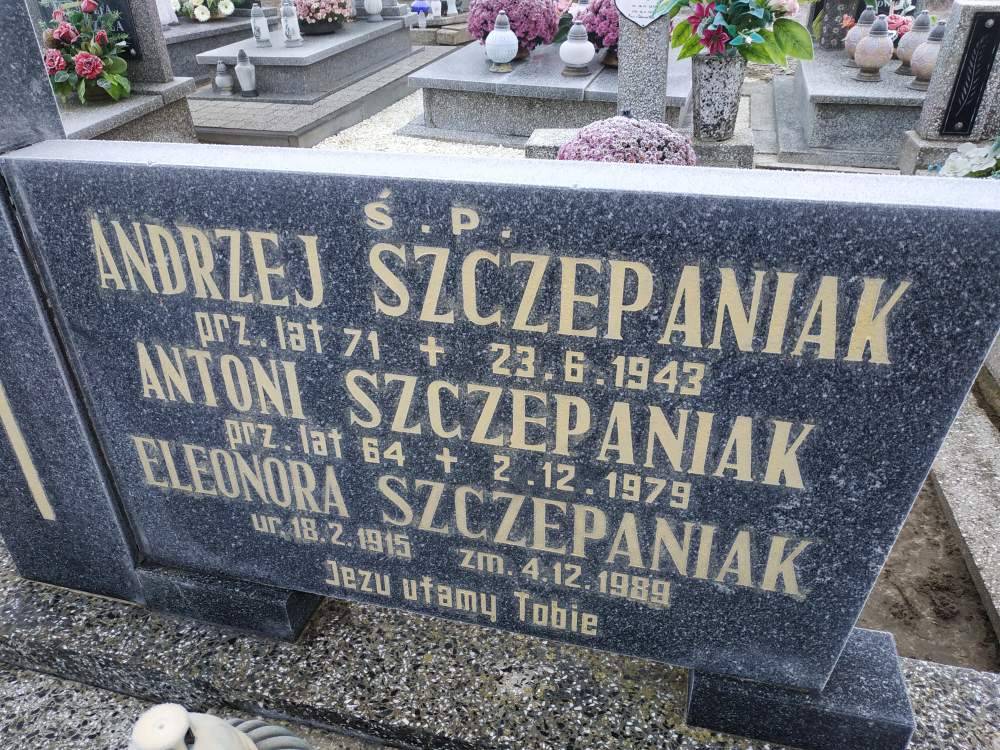 Ś.P.
ANDRZEJ SZCZEPANIAK
prz. lat 71 + 23.6.1943
ANTONI SZCZEPANIAK
prz. lat 64 + 2.12.1979
ELEONORA SZCZEPANIAK
ur. 18.2.1915 zm. 4.12.1989
Jezu ufamy Tobie